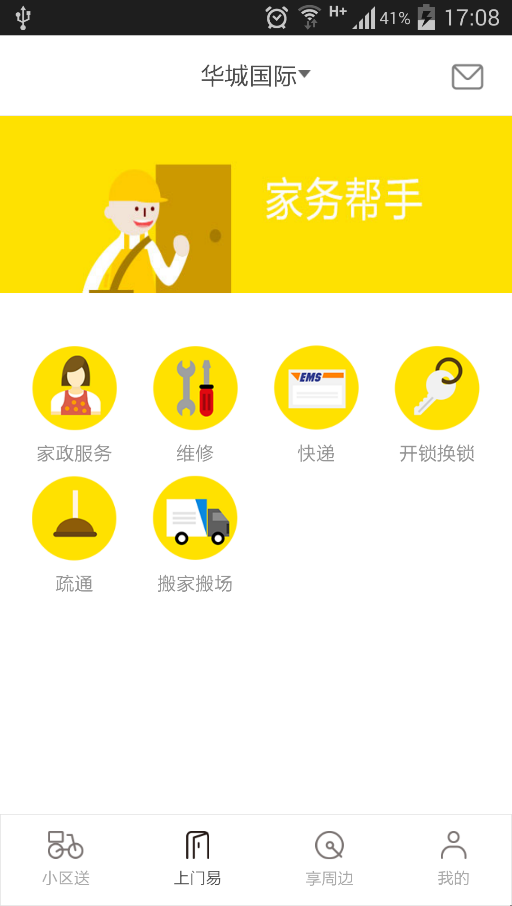 H+ 41% 17:08
华城国际
家务帮手
EMS
家政服务 维修 快递 开锁换锁
疏通 搬家搬场
小区送 上门易 享周边 我的